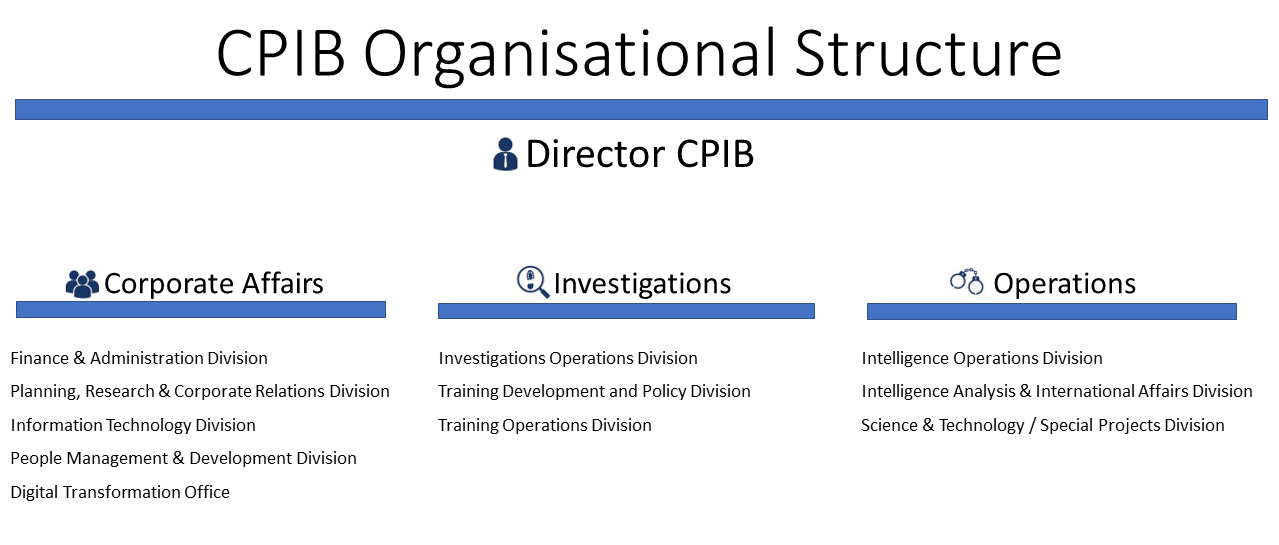 CPIB Organisational Structure
Director CPIB
Corporate Affairs
Finance & Administration Division
Planning, Research & Corporate Relations Division
Information Technology Division
People Management & Development Division
Digital Transformation Office
Investigations
Investigations Operations Division
Training Development and Policy Division
Training Operations Division
Operations
Intelligence Operations Division
Intelligence Analysis & International Affairs Division
Science & Technology / Special Projects Division